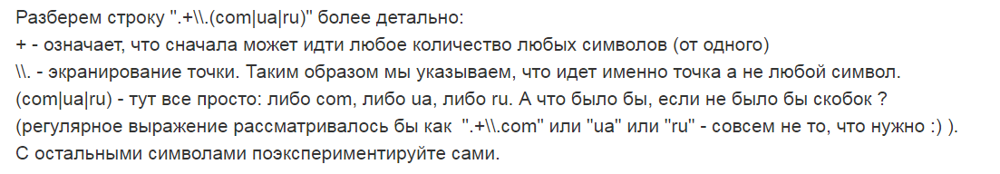 Разберем строку ".+\\.(com|ua|ru)" более детально:
+ - означает, что сначала может идти любое количество любых символов (от одного)
\\. - экранирование точки. Таким образом мы указываем, что идет именно точка а не любой символ.
(com|ua|ru) - тут все просто: либо com, либо ua, либо ru. А что было бы, если не было бы скобок ?
(регулярное выражение рассматривалось бы как  ".+\\.com" или "ua" или "ru" - совсем не то, что нужно :) ).
С остальными символами поэкспериментируйте сами.